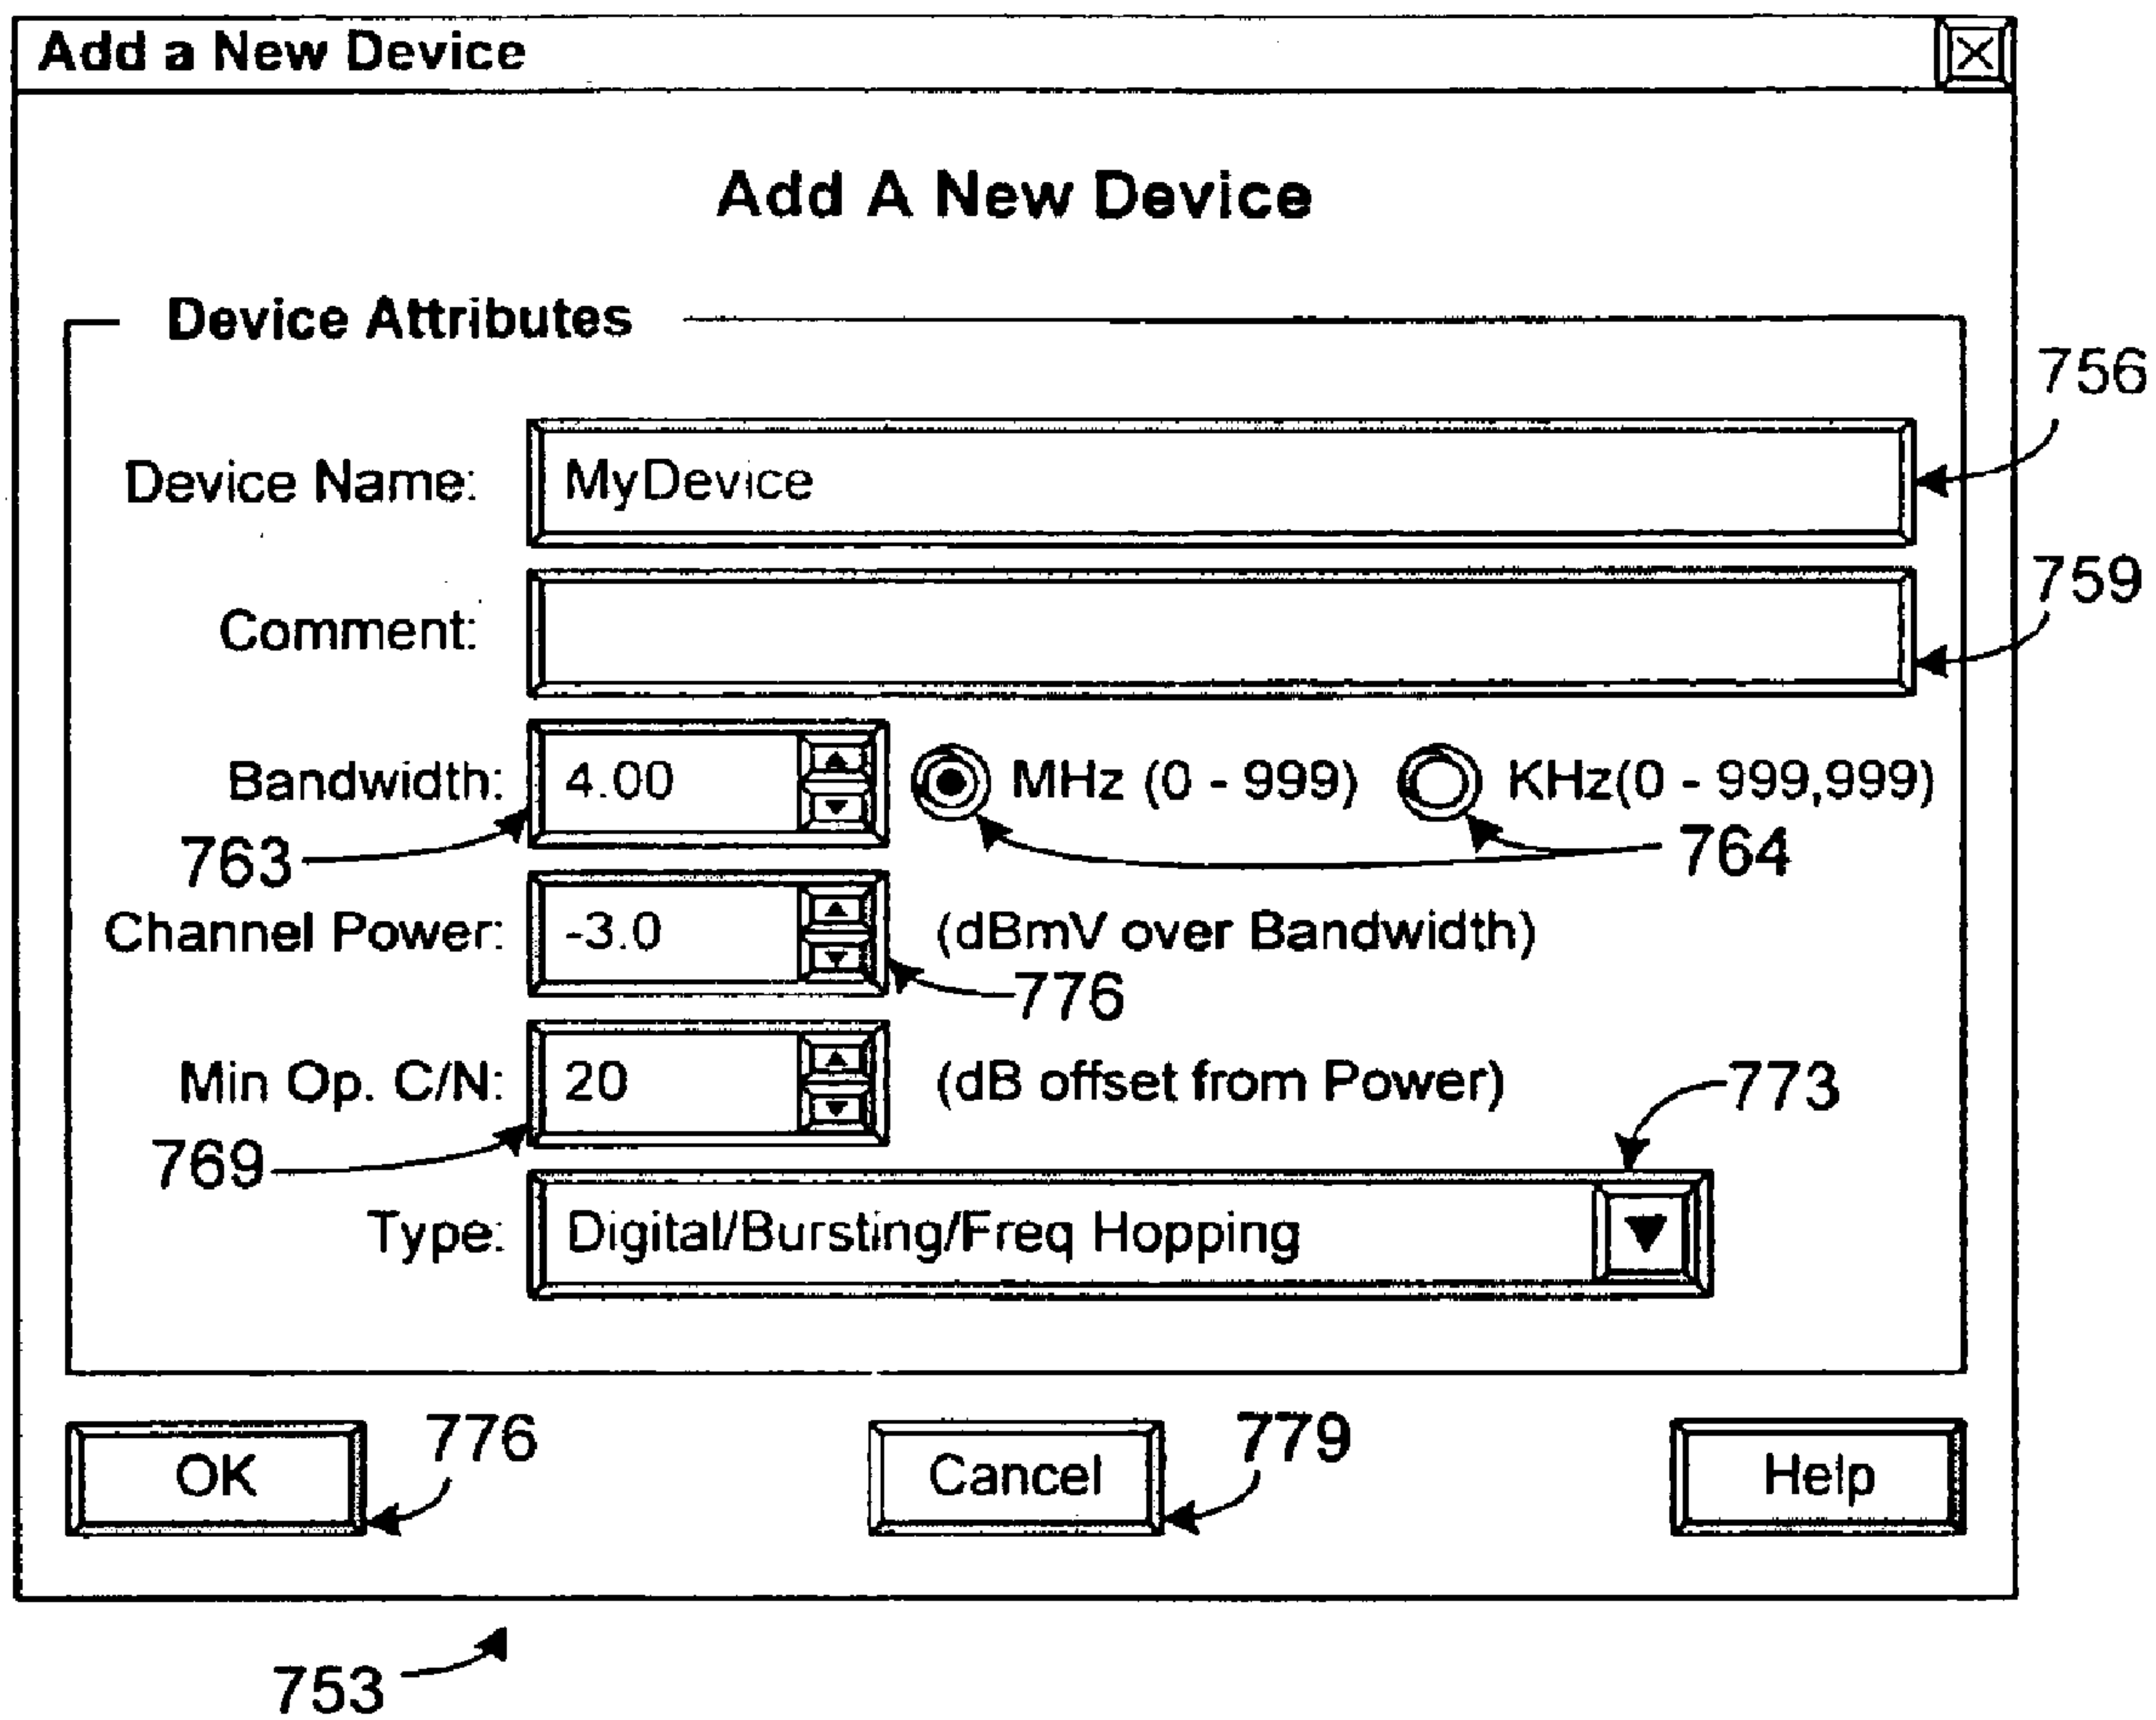 Add a New Device
Add A New Device
Device Attributes
756
Device Name: MyDevice
759
Comment:
Bandwidth: 4.00 MHz (0 - 999) KHz(0 - 999,999)
763 764
Channel Power: -3.0 (dBmV over Bandwidth)
776
Min Op. C/N: 20 (dB offset from Power) 773
769
Type: Digital/Bursting/Freq Hopping
776 779
OK Cancel Help
753